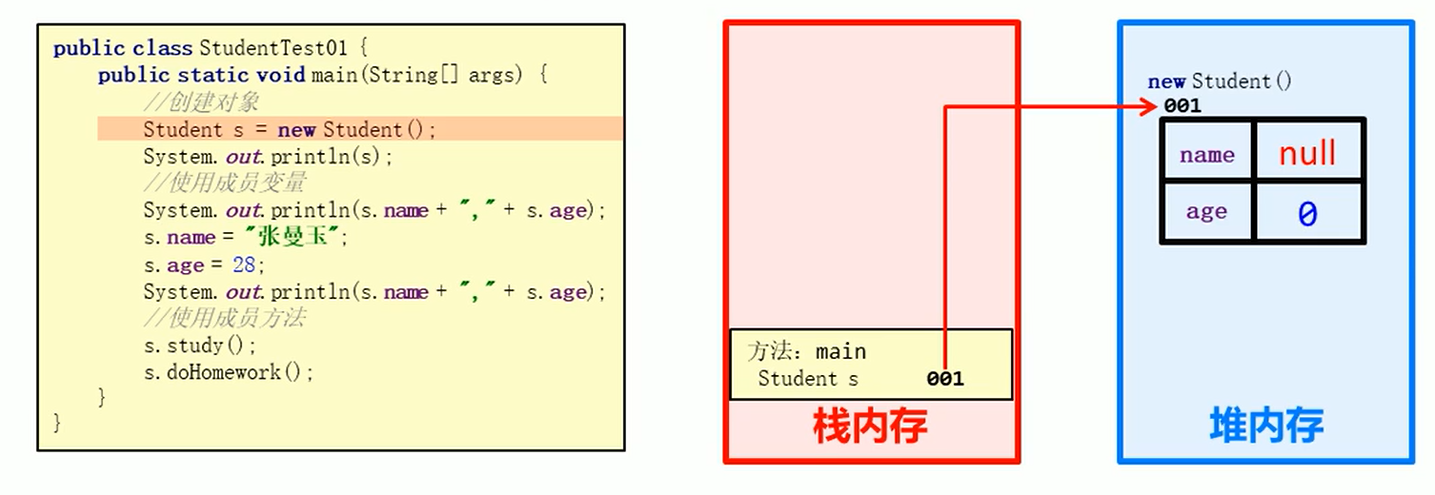 public class StudentTest01 {
public static void main(String[] args) {
//创建对象
Student s = new Student();
System.out.println(s);
//使用成员变量
System.out.println(s.name + "," + s.age);
s.name = "张曼玉";
s.age = 28;
System.out.println(s.name + "," + s.age);
//使用成员方法
s.study();
s.doHomework();
}
}
方法：main
Student s 001
栈内存
new Student()
001
name null
age 0
堆内存